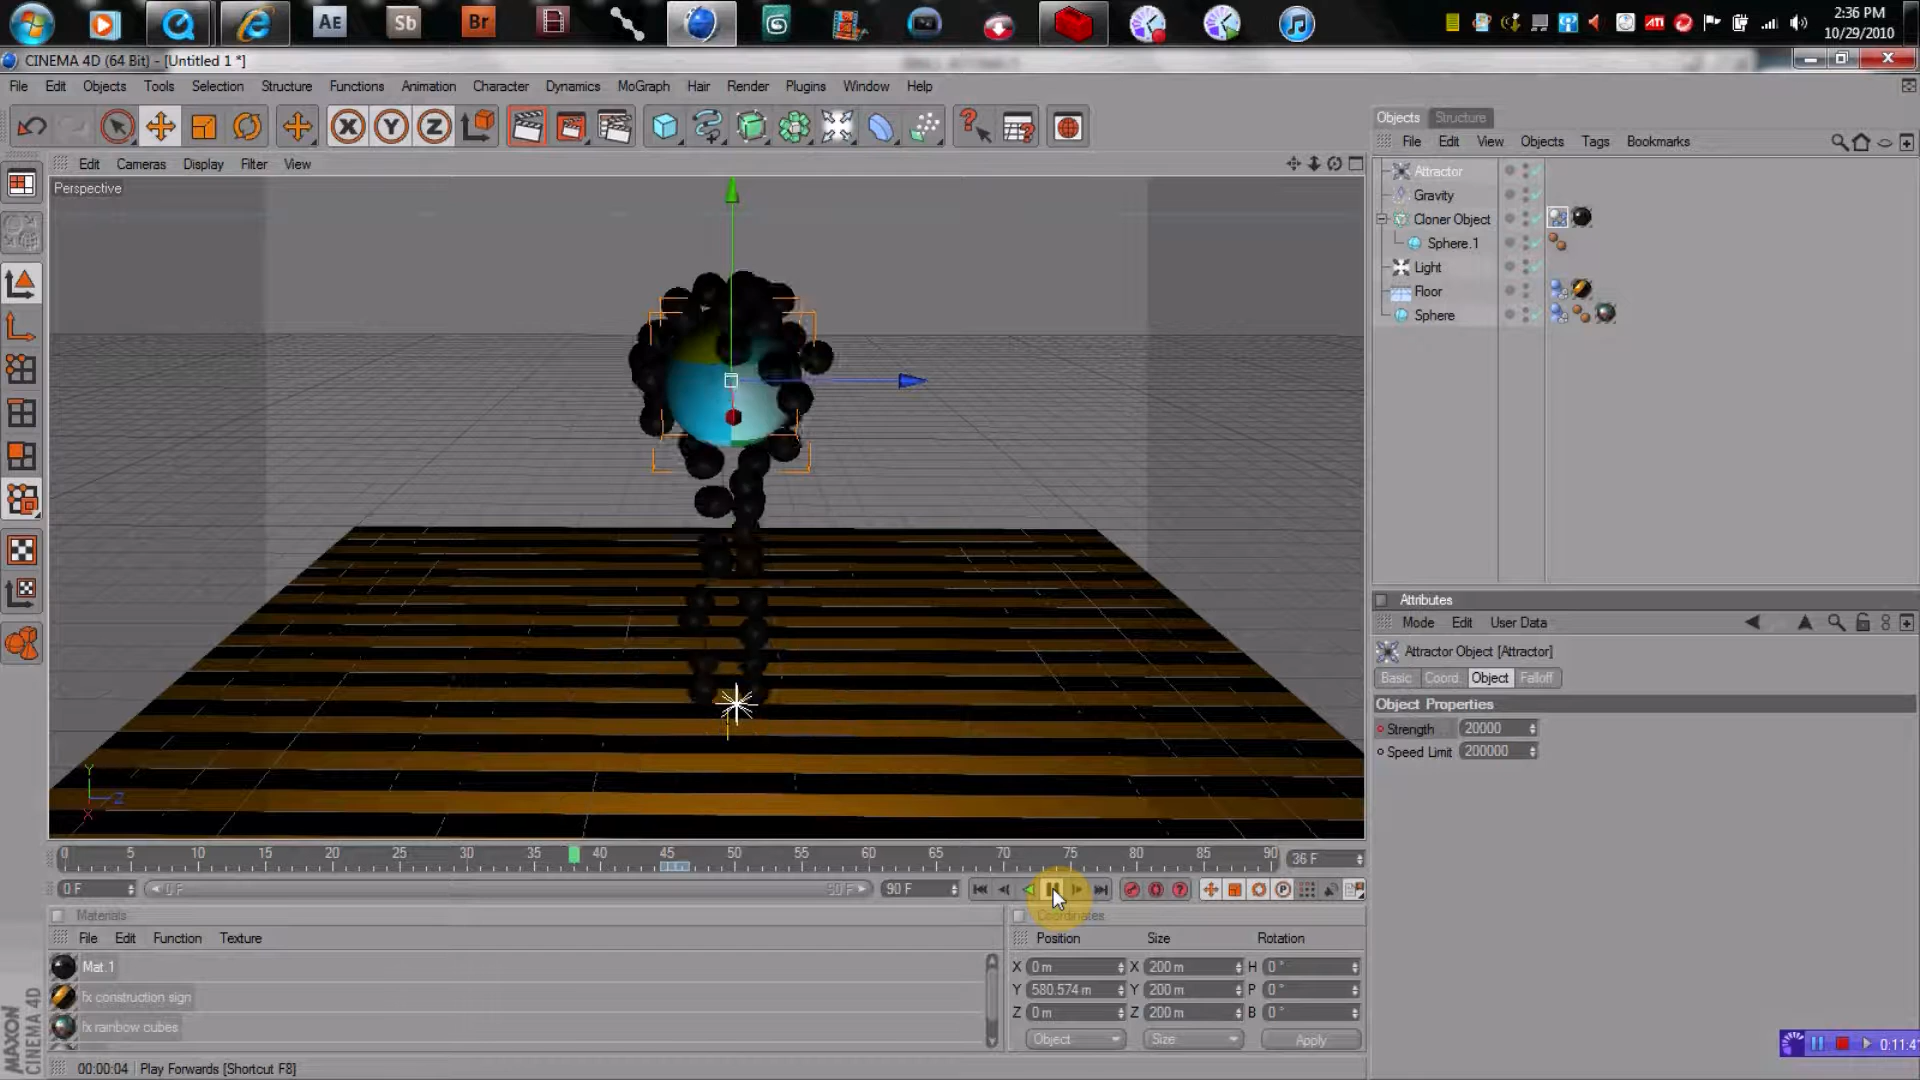 Ae
Sb
Br
ATI
2:36 PM
10/29/2010
CINEMA 4D (64 Bit) - [Untitled 1 *]
File Edit Objects Tools Selection Structure Functions Animation Character Dynamics MoGraph Hair Render Plugins Window Help
X Y Z
Edit Cameras Display Filter View
Perspective
Y
Z
X
Objects Structure
File Edit View Objects Tags Bookmarks
Attractor
Gravity
Cloner Object
Sphere.1
Light
Floor
Sphere
Attributes
Mode Edit User Data
Attractor Object [Attractor]
Basic Coord. Object Falloff
Object Properties
Strength 20000
Speed Limit 200000
0 5 10 15 20 25 30 35 40 45 50 55 60 65 70 75 80 85 90 36 F
0 F 0 F 90 F 90 F
Materials
File Edit Function Texture
Mat.1
fx construction sign
fx rainbow cubes
Coordinates
Position Size Rotation
X 0 m X 200 m H 0 °
Y 580.574 m Y 200 m P 0 °
Z 0 m Z 200 m B 0 °
Object Size Apply
MAXON
CINEMA 4D
00:00:04 Play Forwards [Shortcut F8]